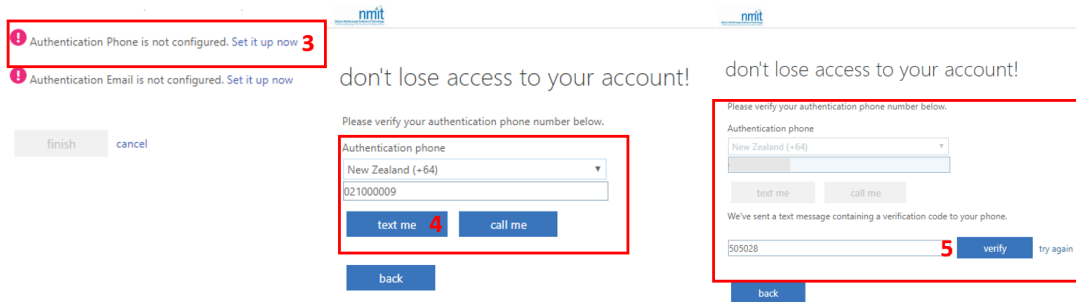 Authentication Phone is not configured. Set it up now 3
Authentication Email is not configured. Set it up now
finish cancel
nmit
don't lose access to your account!
Please verify your authentication phone number below.
Authentication phone
New Zealand (+64)
021000009
text me 4 call me
back
nmit
don't lose access to your account!
Please verify your authentication phone number below.
Authentication phone
New Zealand (+64)
text me call me
We've sent a text message containing a verification code to your phone.
505028 5 verify try again
back